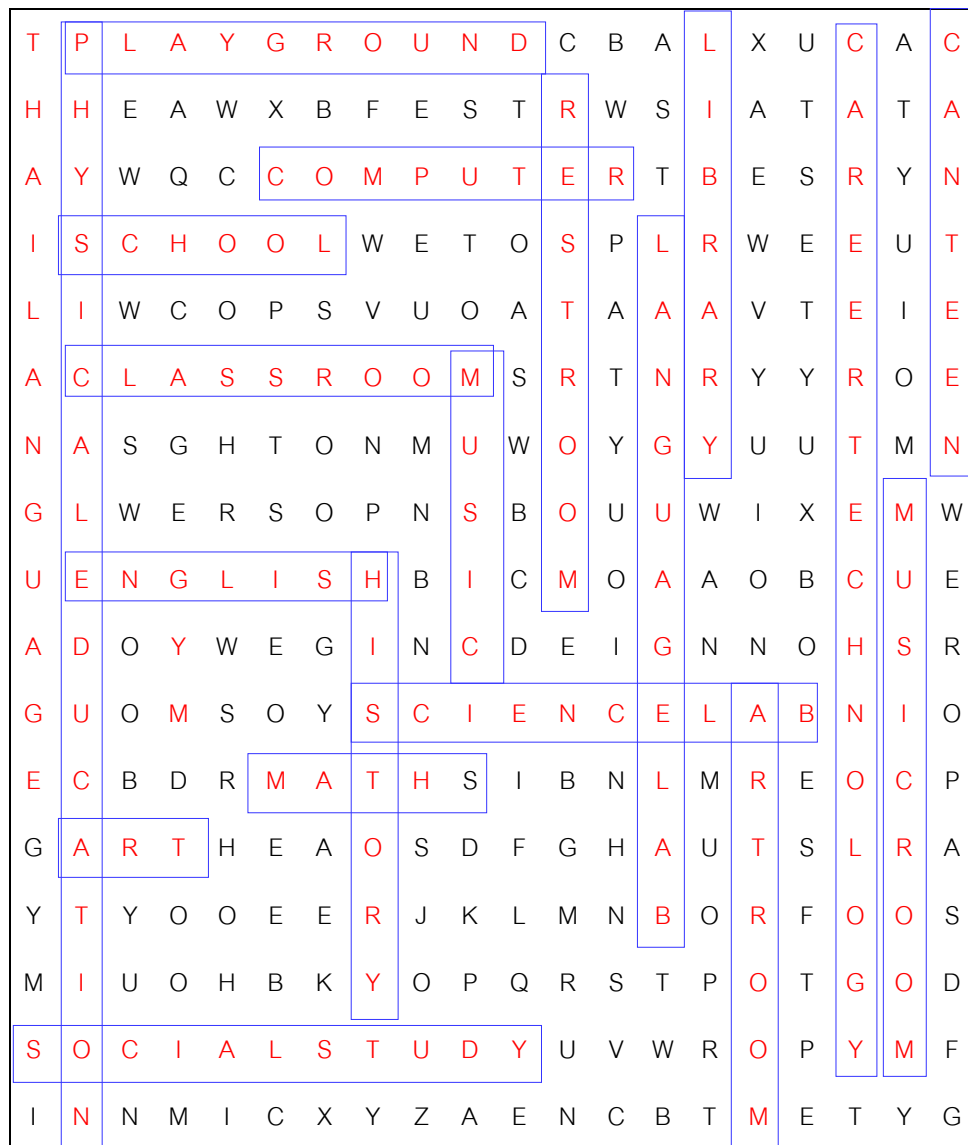 T P L A Y G R O U N D C B A L X U C A C
H H E A W X B F E S T R W S I A T A T A
A Y W Q C C O M P U T E R T B E S R Y N
I S C H O O L W E T O S P L R W E E U T
L I W C O P S V U O A T A A A V T E I E
A C L A S S R O O M S R T N R Y Y R O E
N A S G H T O N M U W O Y G Y U U T M N
G L W E R S O P N S B O U U W I X E M W
U E N G L I S H B I C M O A A O B C U E
A D O Y W E G I N C D E I G N N O H S R
G U O M S O Y S C I E N C E L A B N I O
E C B D R M A T H S I B N L M R E O C P
G A R T H E A O S D F G H A U T S L R A
Y T Y O O E E R J K L M N B O R F O O S
M I U O H B K Y O P Q R S T P O T G O D
S O C I A L S T U D Y U V W R O P Y M F
I N N M I C X Y Z A E N C B T M E T Y G